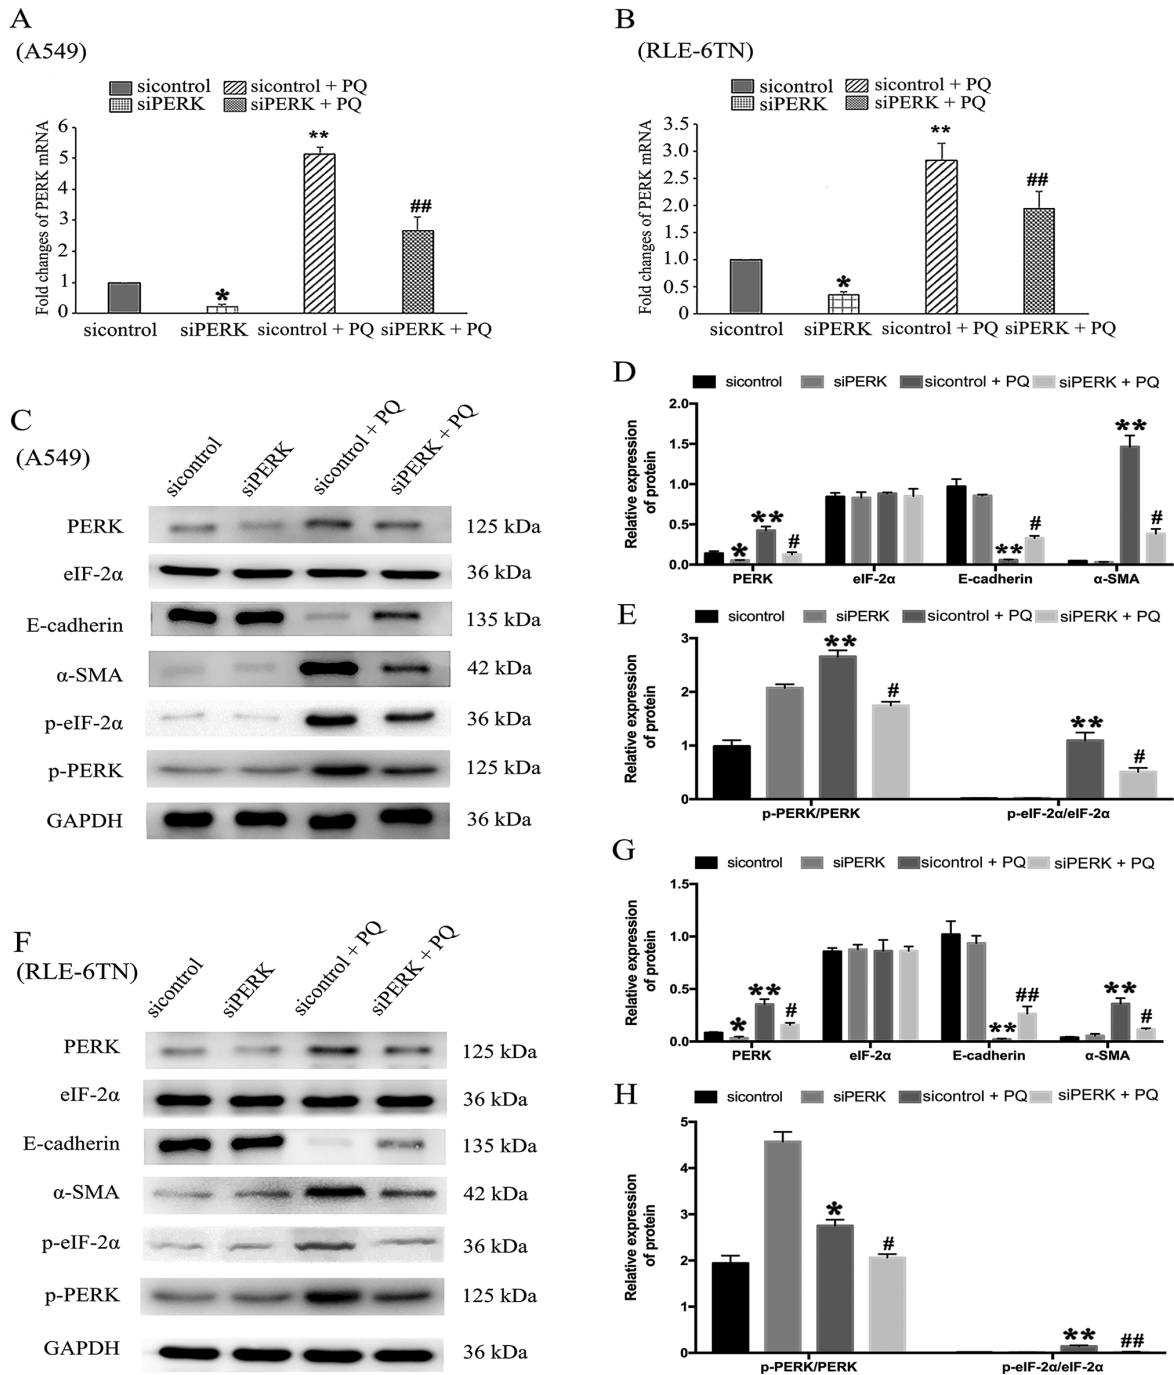 A
(A549)
sicontrol sicontrol + PQ
siPERK siPERK + PQ
Fold changes of PERK mRNA
6
5
4
3
2
1
0
**
##
*
sicontrol siPERK sicontrol + PQ siPERK + PQ
B
(RLE-6TN)
sicontrol sicontrol + PQ
siPERK siPERK + PQ
Fold changes of PERK mRNA
3.5
3.0
2.5
2.0
1.5
1.0
0.5
0
**
##
*
sicontrol siPERK sicontrol + PQ siPERK + PQ
C
(A549)
sicontrol siPERK sicontrol + PQ siPERK + PQ
PERK 125 kDa
eIF-2α 36 kDa
E-cadherin 135 kDa
α-SMA 42 kDa
p-eIF-2α 36 kDa
p-PERK 125 kDa
GAPDH 36 kDa
D
sicontrol siPERK sicontrol + PQ siPERK + PQ
Relative expression
of protein
2.0
1.5
1.0
0.5
0.0
* ** # ** # ** #
PERK eIF-2α E-cadherin α-SMA
E
sicontrol siPERK sicontrol + PQ siPERK + PQ
Relative expression
of protein
3
2
1
0
** # ** #
p-PERK/PERK p-eIF-2α/eIF-2α
F
(RLE-6TN)
sicontrol siPERK sicontrol + PQ siPERK + PQ
PERK 125 kDa
eIF-2α 36 kDa
E-cadherin 135 kDa
α-SMA 42 kDa
p-eIF-2α 36 kDa
p-PERK 125 kDa
GAPDH 36 kDa
G
sicontrol siPERK sicontrol + PQ siPERK + PQ
Relative expression
of protein
1.5
1.0
0.5
0.0
* ** # ** ## ** #
PERK eIF-2α E-cadherin α-SMA
H
sicontrol siPERK sicontrol + PQ siPERK + PQ
Relative expression
of protein
5
4
3
2
1
0
* # ** ##
p-PERK/PERK p-eIF-2α/eIF-2α